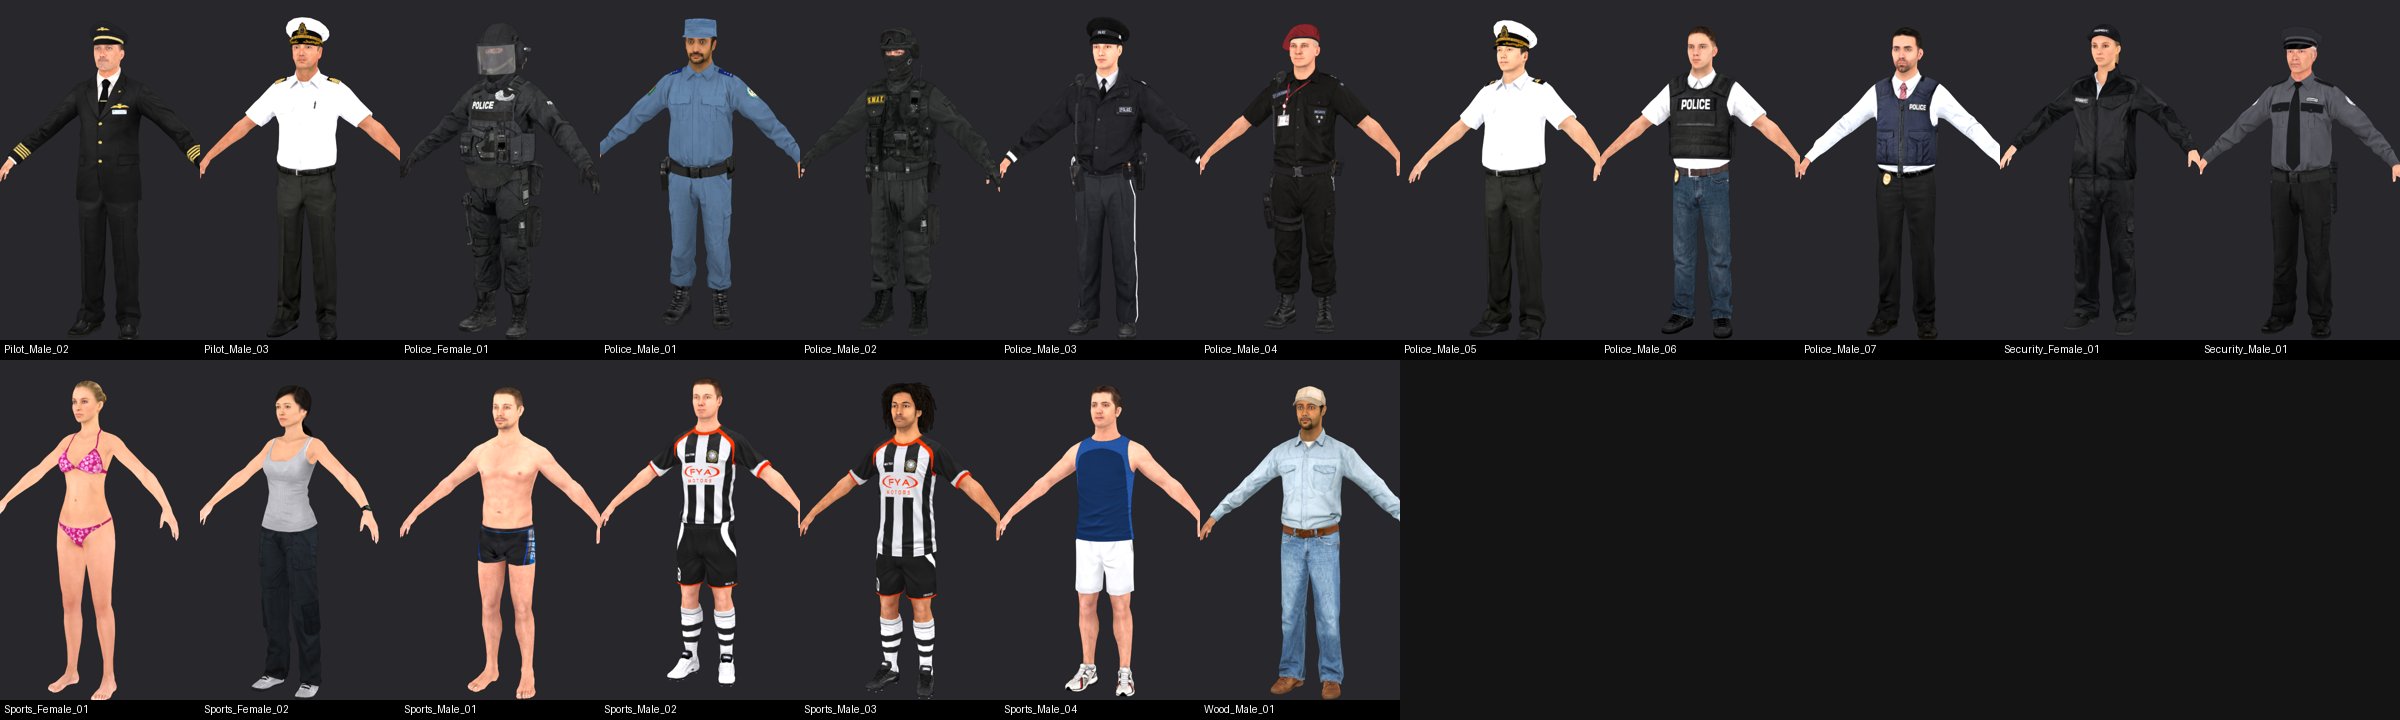 POLICE
S.W.A.T.
POLICE
POLICE
POLICE
Pilot_Male_02
Pilot_Male_03
Police_Female_01
Police_Male_01
Police_Male_02
Police_Male_03
Police_Male_04
Police_Male_05
Police_Male_06
Police_Male_07
Security_Female_01
Security_Male_01
FYA
MOTORS
FYA
MOTORS
Sports_Female_01
Sports_Female_02
Sports_Male_01
Sports_Male_02
Sports_Male_03
Sports_Male_04
Wood_Male_01